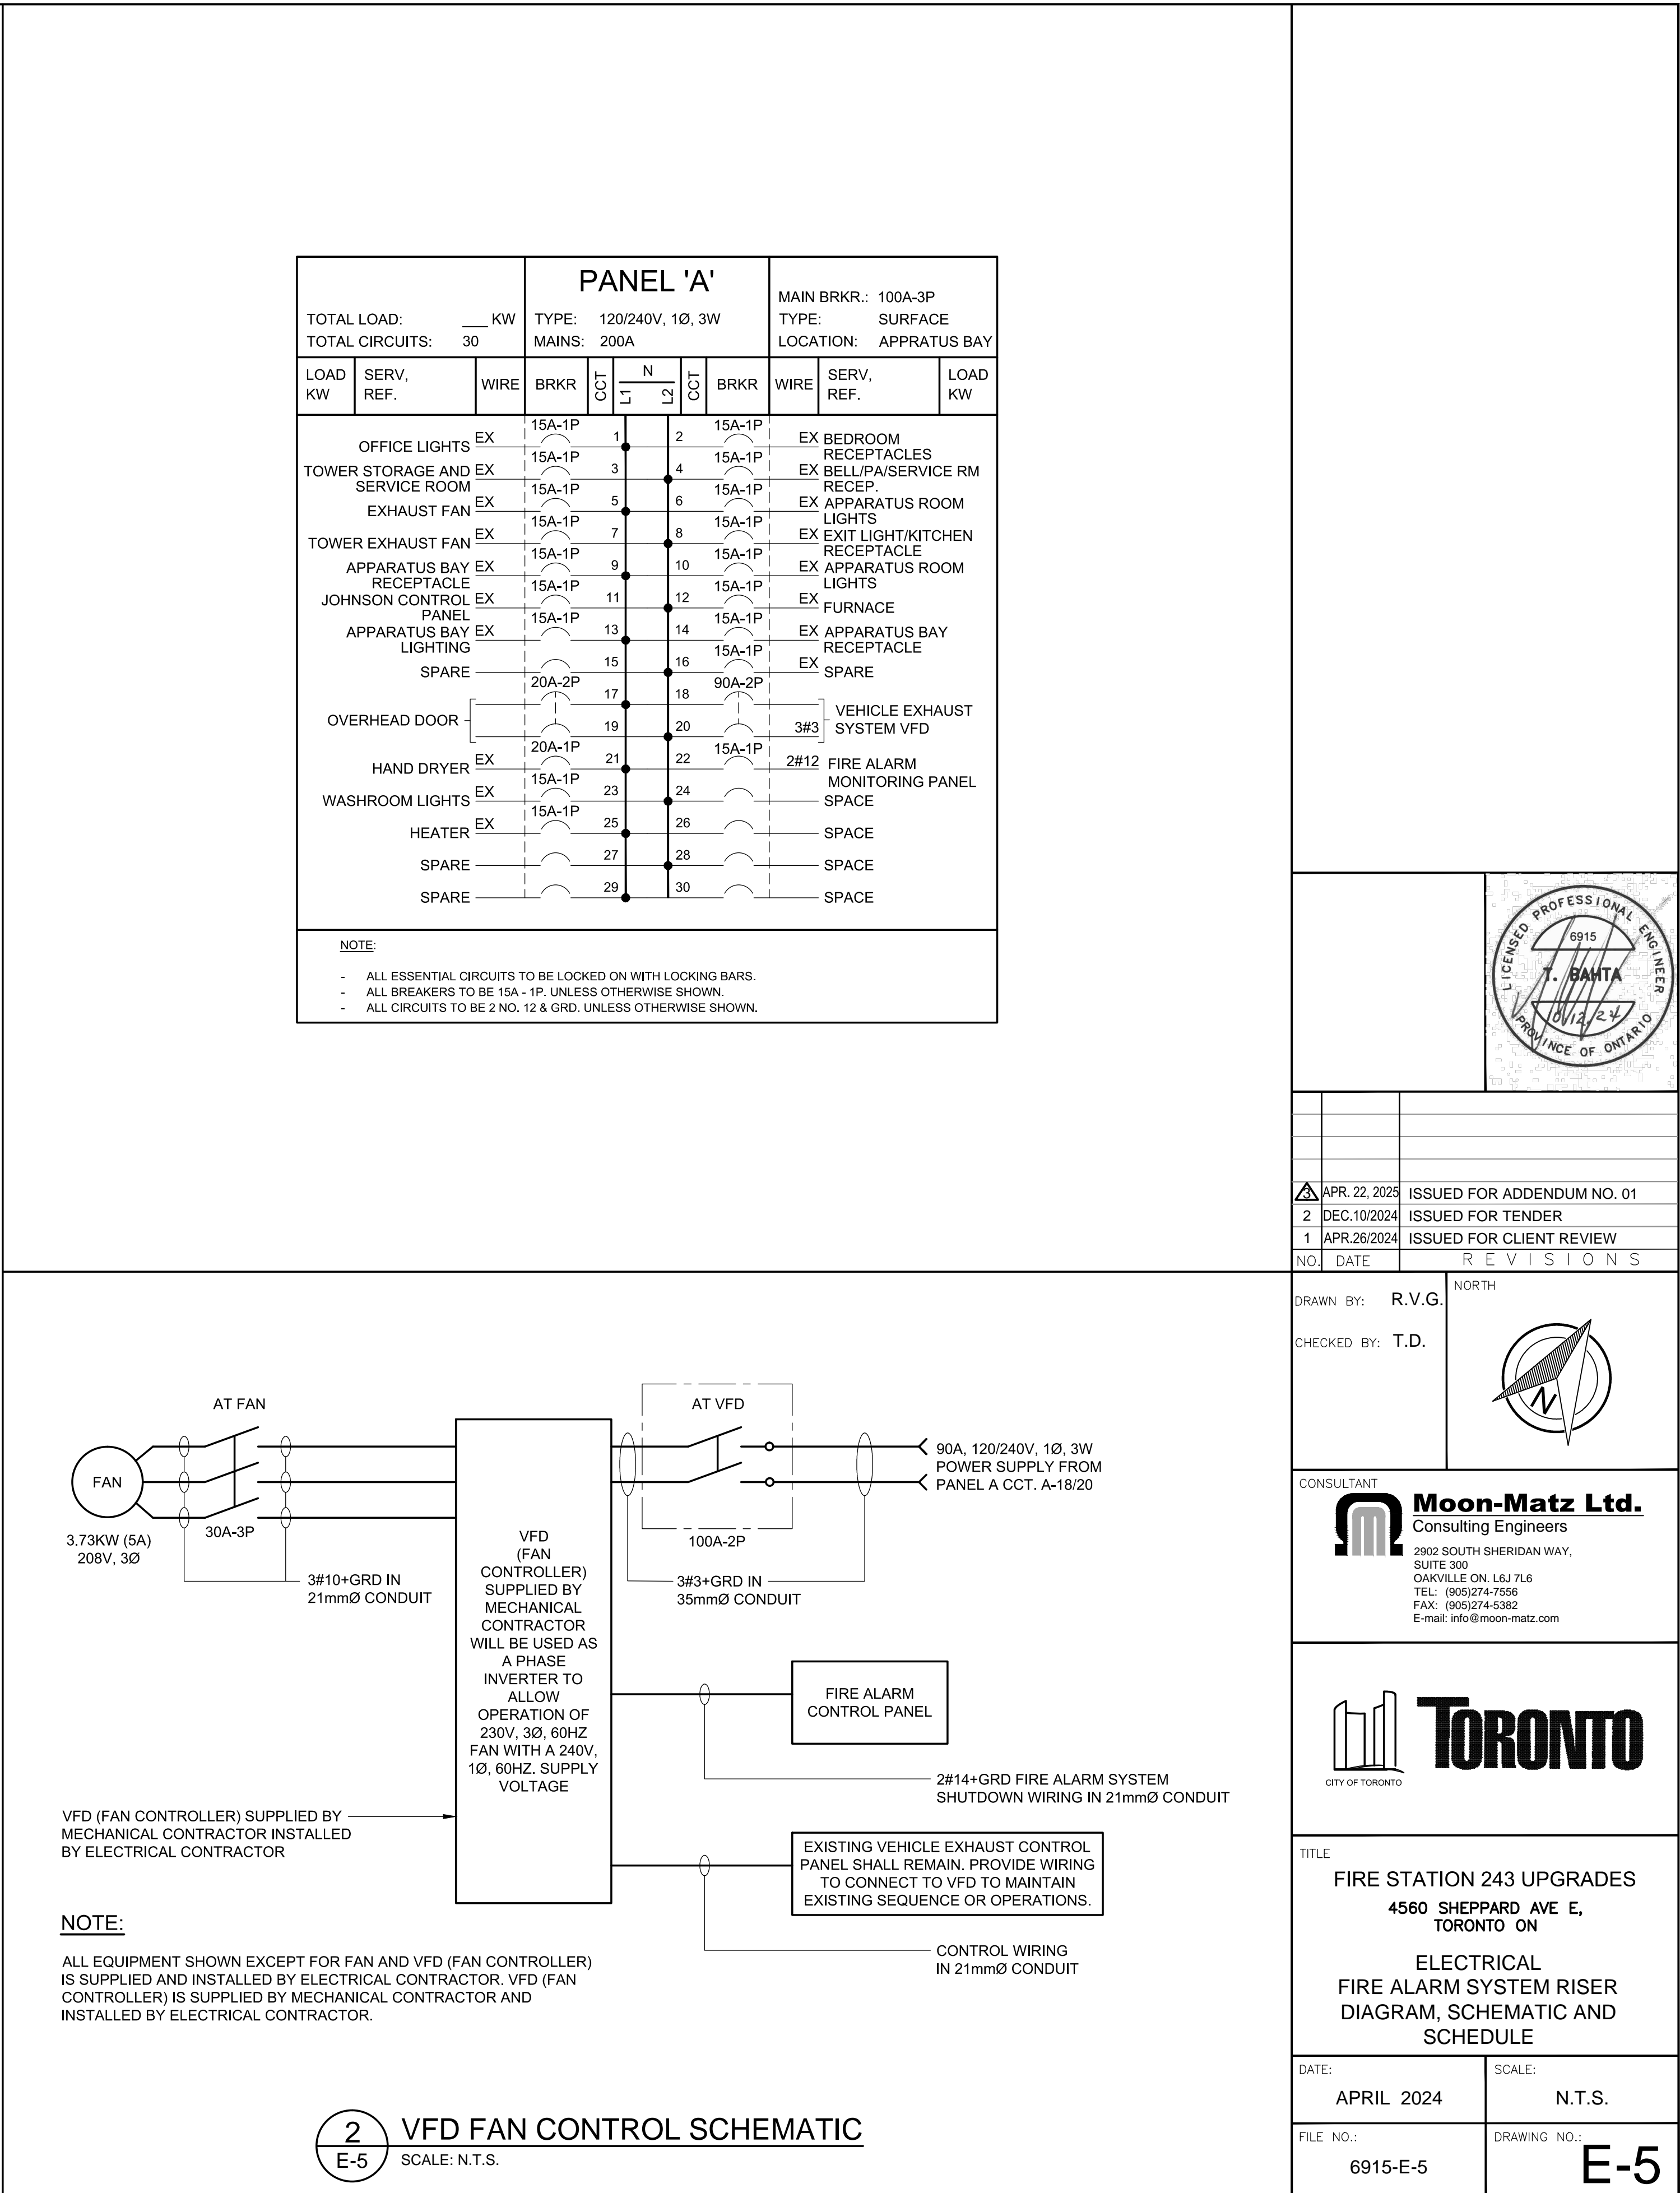 PANEL 'A'
TOTAL LOAD: ___ KW
TOTAL CIRCUITS: 30
TYPE: 120/240V, 1Ø, 3W
MAINS: 200A
MAIN BRKR.: 100A-3P
TYPE: SURFACE
LOCATION: APPRATUS BAY
LOAD KW
SERV, REF.
WIRE
BRKR
CCT
L1
N
L2
CCT
BRKR
WIRE
SERV, REF.
LOAD KW
OFFICE LIGHTS EX 15A-1P 1 2 15A-1P EX BEDROOM RECEPTACLES
TOWER STORAGE AND SERVICE ROOM EX 15A-1P 3 4 15A-1P EX BELL/PA/SERVICE RM RECEP.
EXHAUST FAN EX 15A-1P 5 6 15A-1P EX APPARATUS ROOM LIGHTS
TOWER EXHAUST FAN EX 15A-1P 7 8 15A-1P EX EXIT LIGHT/KITCHEN RECEPTACLE
APPARATUS BAY RECEPTACLE EX 15A-1P 9 10 15A-1P EX APPARATUS ROOM LIGHTS
JOHNSON CONTROL PANEL EX 15A-1P 11 12 15A-1P EX FURNACE
APPARATUS BAY LIGHTING EX 15A-1P 13 14 15A-1P EX APPARATUS BAY RECEPTACLE
SPARE 15 16 15A-1P EX SPARE
OVERHEAD DOOR 20A-2P 17 18 90A-2P VEHICLE EXHAUST
19 20 3#3 SYSTEM VFD
HAND DRYER EX 20A-1P 21 22 15A-1P 2#12 FIRE ALARM MONITORING PANEL
WASHROOM LIGHTS EX 15A-1P 23 24 SPACE
HEATER EX 15A-1P 25 26 SPACE
SPARE 27 28 SPACE
SPARE 29 30 SPACE
NOTE:
- ALL ESSENTIAL CIRCUITS TO BE LOCKED ON WITH LOCKING BARS.
- ALL BREAKERS TO BE 15A - 1P. UNLESS OTHERWISE SHOWN.
- ALL CIRCUITS TO BE 2 NO. 12 & GRD. UNLESS OTHERWISE SHOWN.
LICENSED PROFESSIONAL ENGINEER
6915
T. BAHTA
PROVINCE OF ONTARIO
3 APR. 22, 2025 ISSUED FOR ADDENDUM NO. 01
2 DEC.10/2024 ISSUED FOR TENDER
1 APR.26/2024 ISSUED FOR CLIENT REVIEW
NO. DATE REVISIONS
DRAWN BY: R.V.G.
CHECKED BY: T.D.
NORTH
N
CONSULTANT
Moon-Matz Ltd.
Consulting Engineers
2902 SOUTH SHERIDAN WAY,
SUITE 300
OAKVILLE ON. L6J 7L6
TEL: (905)274-7556
FAX: (905)274-5382
E-mail: info@moon-matz.com
CITY OF TORONTO
TORONTO
TITLE
FIRE STATION 243 UPGRADES
4560 SHEPPARD AVE E,
TORONTO ON
ELECTRICAL
FIRE ALARM SYSTEM RISER
DIAGRAM, SCHEMATIC AND
SCHEDULE
DATE:
APRIL 2024
SCALE:
N.T.S.
FILE NO.:
6915-E-5
DRAWING NO.:
E-5
AT FAN
FAN
3.73KW (5A)
208V, 3Ø
30A-3P
3#10+GRD IN
21mmØ CONDUIT
VFD
(FAN
CONTROLLER)
SUPPLIED BY
MECHANICAL
CONTRACTOR
WILL BE USED AS
A PHASE
INVERTER TO
ALLOW
OPERATION OF
230V, 3Ø, 60HZ
FAN WITH A 240V,
1Ø, 60HZ. SUPPLY
VOLTAGE
AT VFD
100A-2P
3#3+GRD IN
35mmØ CONDUIT
90A, 120/240V, 1Ø, 3W
POWER SUPPLY FROM
PANEL A CCT. A-18/20
FIRE ALARM
CONTROL PANEL
2#14+GRD FIRE ALARM SYSTEM
SHUTDOWN WIRING IN 21mmØ CONDUIT
EXISTING VEHICLE EXHAUST CONTROL
PANEL SHALL REMAIN. PROVIDE WIRING
TO CONNECT TO VFD TO MAINTAIN
EXISTING SEQUENCE OR OPERATIONS.
CONTROL WIRING
IN 21mmØ CONDUIT
VFD (FAN CONTROLLER) SUPPLIED BY
MECHANICAL CONTRACTOR INSTALLED
BY ELECTRICAL CONTRACTOR
NOTE:
ALL EQUIPMENT SHOWN EXCEPT FOR FAN AND VFD (FAN CONTROLLER)
IS SUPPLIED AND INSTALLED BY ELECTRICAL CONTRACTOR. VFD (FAN
CONTROLLER) IS SUPPLIED BY MECHANICAL CONTRACTOR AND
INSTALLED BY ELECTRICAL CONTRACTOR.
2
E-5
VFD FAN CONTROL SCHEMATIC
SCALE: N.T.S.